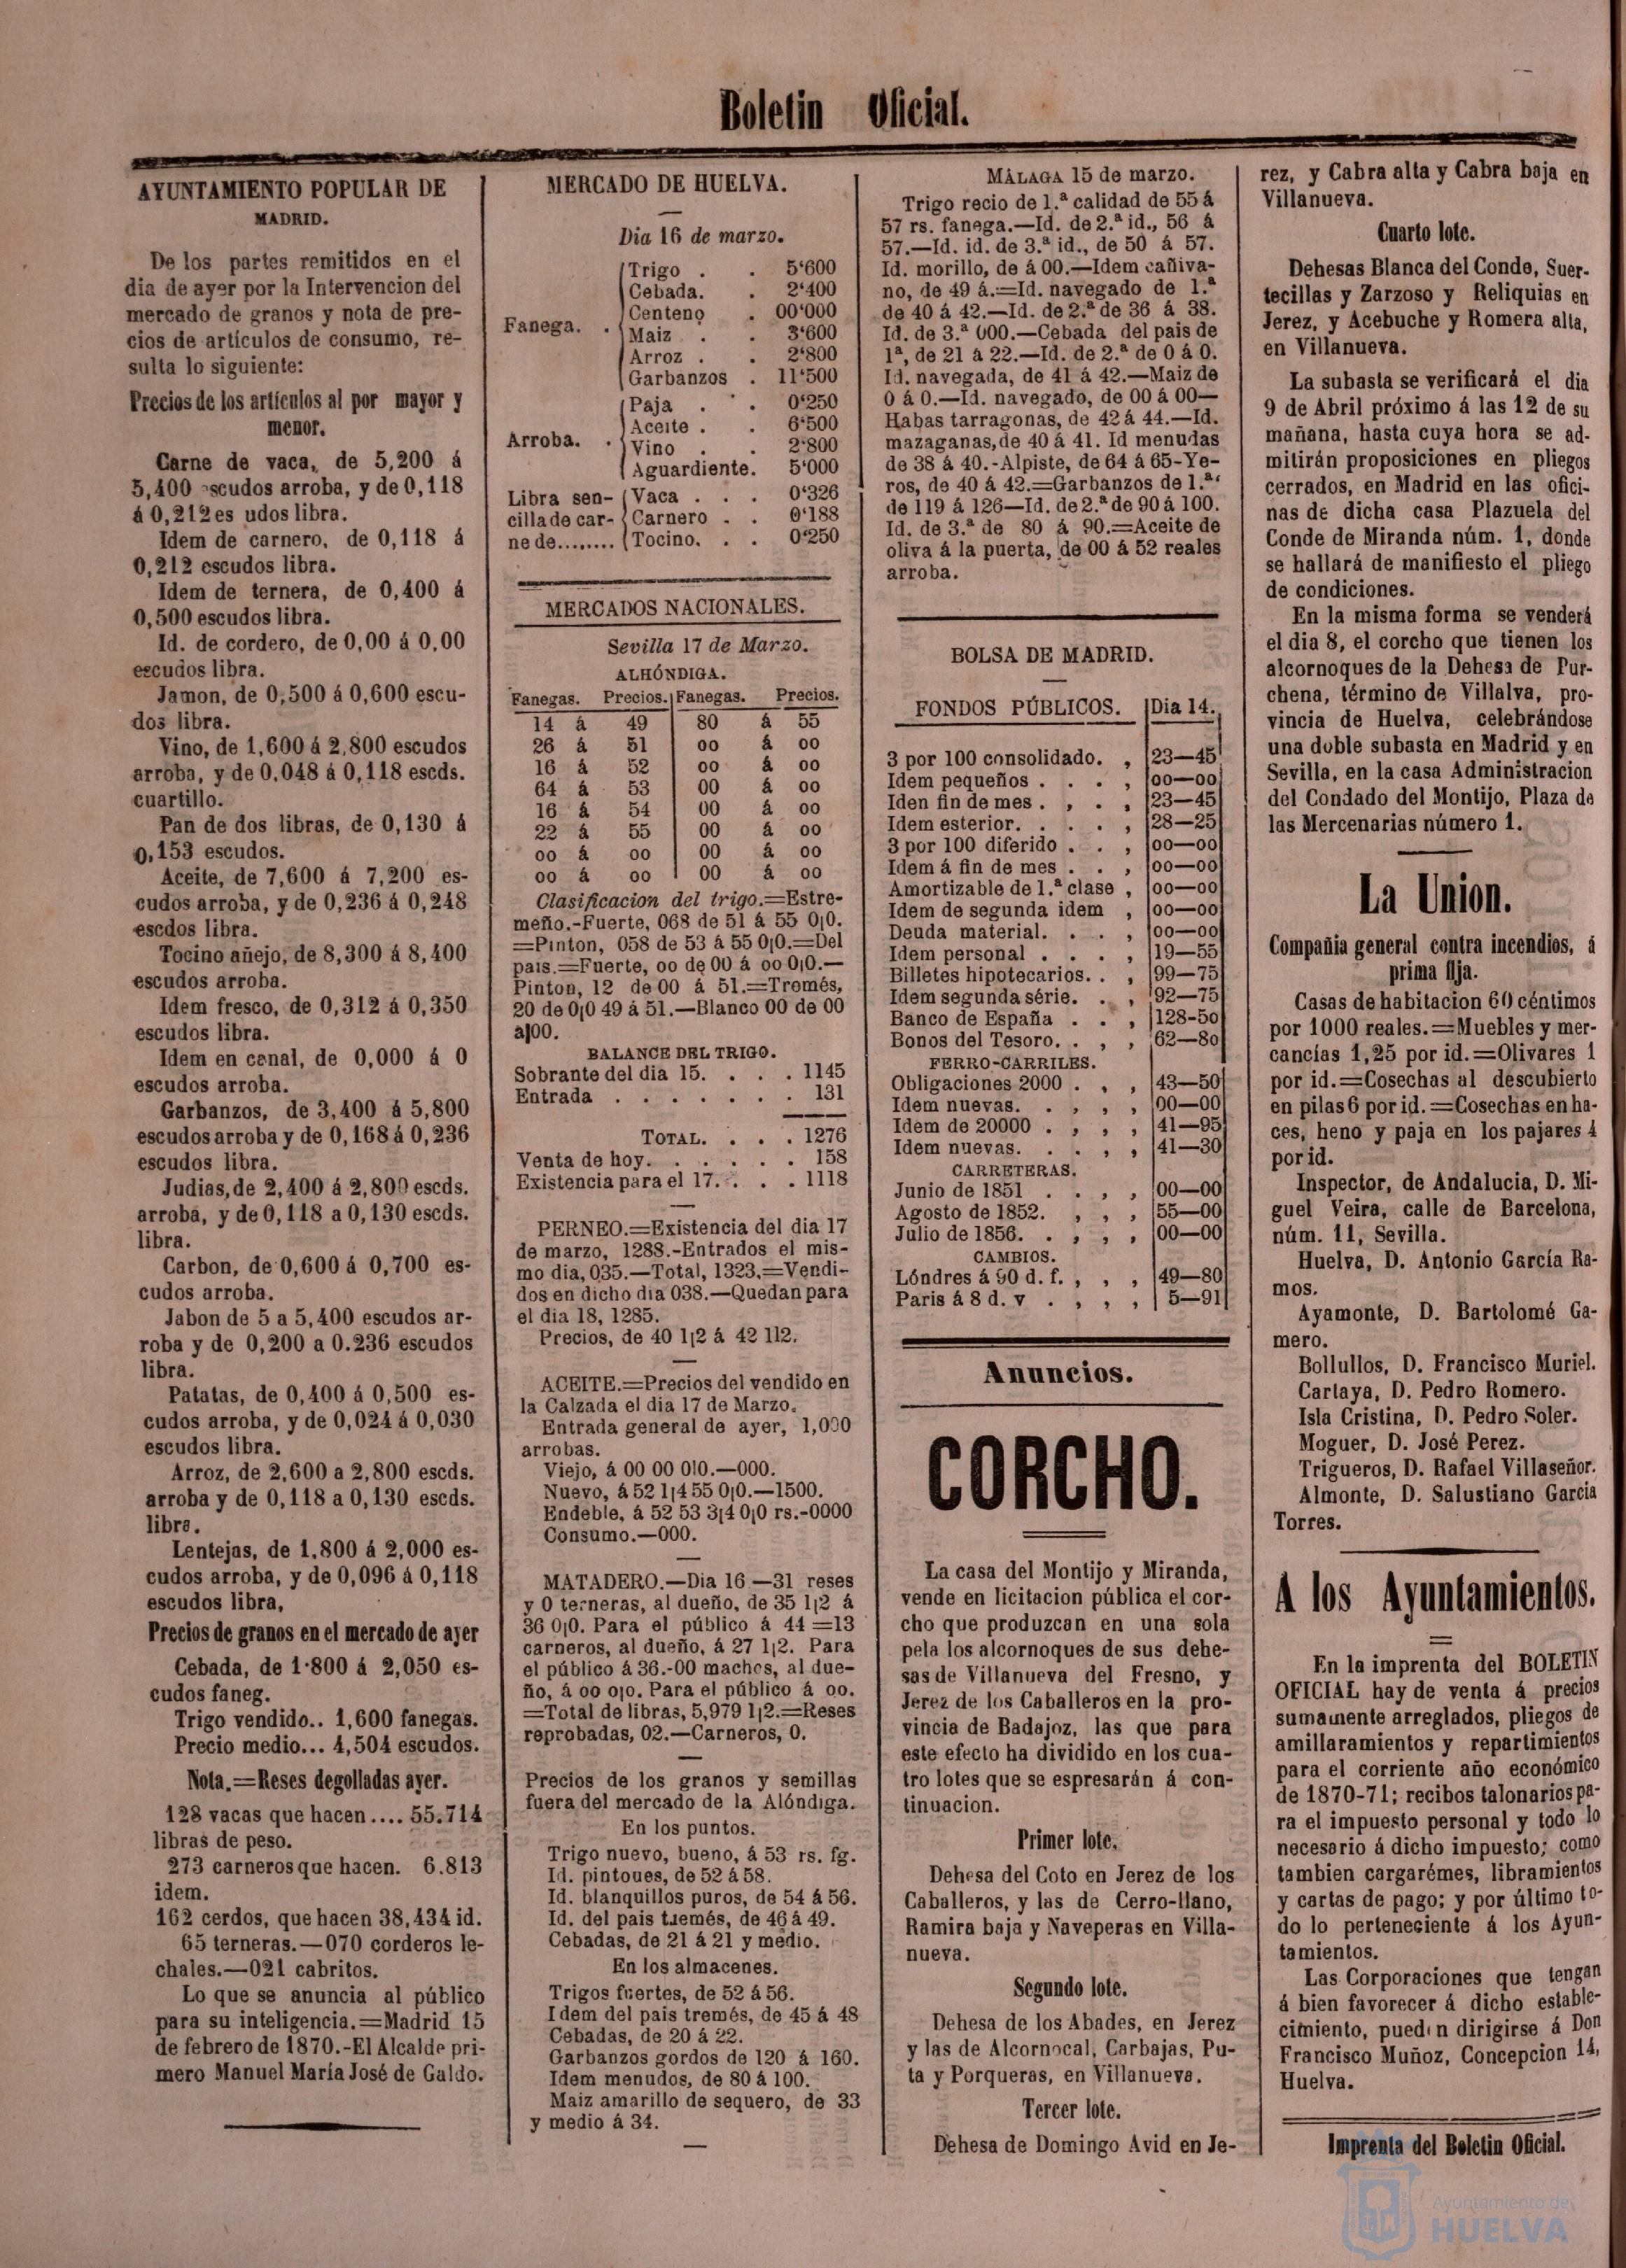 Boletin Oficial.
AYUNTAMIENTO POPULAR DE
MADRID.
De los partes remitidos en el
dia de ayer por la Intervencion del
mercado de granos y nota de pre-
cios de artículos de consumo, re-
sulta lo siguiente:
Precios de los artículos al por mayor y
menor.
Carne de vaca, de 5,200 á
5,400 escudos arroba, y de 0,118
á 0,212 es udos libra.
Idem de carnero, de 0,118 á
0,212 escudos libra.
Idem de ternera, de 0,400 á
0,500 escudos libra.
Id. de cordero, de 0,00 á 0,00
escudos libra.
Jamon, de 0,500 á 0,600 escu-
dos libra.
Vino, de 1,600 á 2,800 escudos
arroba, y de 0,048 á 0,118 escds.
cuartillo.
Pan de dos libras, de 0,130 á
0,153 escudos.
Aceite, de 7,600 á 7,200 es-
cudos arroba, y de 0,236 á 0,248
escdos libra.
Tocino añejo, de 8,300 á 8,400
escudos arroba.
Idem fresco, de 0,312 á 0,350
escudos libra.
Idem en canal, de 0,000 á 0
escudos arroba.
Garbanzos, de 3,400 á 5,800
escudos arroba y de 0,168 á 0,236
escudos libra.
Judias, de 2,400 á 2,800 escds.
arroba, y de 0,118 a 0,130 escds.
libra.
Carbon, de 0,600 á 0,700 es-
cudos arroba.
Jabon de 5 a 5,400 escudos ar-
roba y de 0,200 a 0.236 escudos
libra.
Patatas, de 0,400 á 0,500 es-
cudos arroba, y de 0,024 á 0,030
escudos libra.
Arroz, de 2,600 a 2,800 escds.
arroba y de 0,118 a 0,130 escds.
libra.
Lentejas, de 1,800 á 2,000 es-
cudos arroba, y de 0,096 á 0,118
escudos libra,
Precios de granos en el mercado de ayer
Cebada, de 1·800 á 2,050 es-
cudos faneg.
Trigo vendido.. 1,600 fanegas.
Precio medio... 4,504 escudos.
Nota.=Reses degolladas ayer.
128 vacas que hacen.... 55.714
libras de peso.
273 carneros que hacen. 6.813
idem.
162 cerdos, que hacen 38,434 id.
65 terneras.—070 corderos le-
chales.—021 cabritos.
Lo que se anuncia al público
para su inteligencia.=Madrid 15
de febrero de 1870.-El Alcalde pri-
mero Manuel María José de Galdo.
MERCADO DE HUELVA.
Dia 16 de marzo.
Trigo . . 5'600
Cebada. . 2'400
Centeno . 00'000
Fanega. . Maiz . . 3'600
Arroz . . 2'800
Garbanzos . 11'500
Paja . . 0'250
Aceite . . 6'500
Arroba. . Vino . . 2'800
Aguardiente. 5'000
Libra sen- Vaca . . . 0'326
cilla de car- Carnero . . 0'188
ne de........ Tocino. . . 0'250
MERCADOS NACIONALES.
Sevilla 17 de Marzo.
ALHÓNDIGA.
Fanegas. Precios. Fanegas. Precios.
14 á 49 80 á 55
26 á 51 oo á oo
16 á 52 oo á oo
64 á 53 00 á oo
16 á 54 00 á oo
22 á 55 00 á oo
oo á oo 00 á oo
oo á oo 00 á oo
Clasificacion del trigo.=Estre-
meño.-Fuerte, 068 de 51 á 55 0¡0.
=Pinton, 058 de 53 á 55 0¡0.=Del
pais.=Fuerte, oo de 00 á oo 0¡0.—
Pinton, 12 de 00 á 51.=Tromés,
20 de 0¡0 49 á 51.—Blanco 00 de 00
a¡00.
BALANCE DEL TRIGO.
Sobrante del dia 15. . . . 1145
Entrada . . . . . . . 131
TOTAL. . . . 1276
Venta de hoy. . . . . . 158
Existencia para el 17. . . . 1118
PERNEO.=Existencia del dia 17
de marzo, 1288.-Entrados el mis-
mo dia, 035.—Total, 1323.=Vendi-
dos en dicho dia 038.—Quedan para
el dia 18, 1285.
Precios, de 40 1¡2 á 42 112.
ACEITE.=Precios del vendido en
la Calzada el dia 17 de Marzo.
Entrada general de ayer, 1,000
arrobas.
Viejo, á 00 00 010.—000.
Nuevo, á 52 1¡4 55 0¡0.—1500.
Endeble, á 52 53 3¡4 0¡0 rs.-0000
Consumo.—000.
MATADERO.—Dia 16 —31 reses
y 0 terneras, al dueño, de 35 1¡2 á
36 0¡0. Para el público á 44 =13
carneros, al dueño, á 27 1¡2. Para
el público á 36.-00 machos, al due-
ño, á oo o¡o. Para el público á oo.
=Total de libras, 5,979 1¡2.=Reses
reprobadas, 02.—Carneros, 0.
Precios de los granos y semillas
fuera del mercado de la Alóndiga.
En los puntos.
Trigo nuevo, bueno, á 53 rs. fg.
Id. pintoues, de 52 á 58.
Id. blanquillos puros, de 54 á 56.
Id. del pais tremés, de 46 á 49.
Cebadas, de 21 á 21 y medio.
En los almacenes.
Trigos fuertes, de 52 á 56.
Idem del pais tremés, de 45 á 48
Cebadas, de 20 á 22.
Garbanzos gordos de 120 á 160.
Idem menudos, de 80 á 100.
Maiz amarillo de sequero, de 33
y medio á 34.
MÁLAGA 15 de marzo.
Trigo recio de 1.ª calidad de 55 á
57 rs. fanega.—Id. de 2.ª id., 56 á
57.—Id. id. de 3.ª id., de 50 á 57.
Id. morillo, de á 00.—Idem cañiva-
no, de 49 á.=Id. navegado de 1.ª
de 40 á 42.—Id. de 2.ª de 36 á 38.
Id. de 3.ª 000.—Cebada del pais de
1ª, de 21 á 22.—Id. de 2.ª de 0 á 0.
Id. navegada, de 41 á 42.—Maiz de
0 á 0.—Id. navegado, de 00 á 00—
Habas tarragonas, de 42 á 44.—Id.
mazaganas, de 40 á 41. Id menudas
de 38 á 40.-Alpiste, de 64 á 65-Ye-
ros, de 40 á 42.=Garbanzos de 1.ª
de 119 á 126—Id. de 2.ª de 90 á 100.
Id. de 3.ª de 80 á 90.=Aceite de
oliva á la puerta, de 00 á 52 reales
arroba.
BOLSA DE MADRID.
FONDOS PÚBLICOS. Dia 14.
3 por 100 consolidado. , 23—45
Idem pequeños . . . , 00—00
Iden fin de mes . , . , 23—45
Idem esterior. . . . , 28—25
3 por 100 diferido . . , 00—00
Idem á fin de mes . . , 00—00
Amortizable de 1.ª clase , 00—00
Idem de segunda idem , 00—00
Deuda material. . . , 00—00
Idem personal . . . , 19—55
Billetes hipotecarios. . , 99—75
Idem segunda série. . , 92—75
Banco de España . . , 128-50
Bonos del Tesoro. . , , 62—80
FERRO-CARRILES.
Obligaciones 2000 . , , 43—50
Idem nuevas. . , , , 00—00
Idem de 20000 . , , , 41—95
Idem nuevas. . . , , 41—30
CARRETERAS.
Junio de 1851 . . , , 00—00
Agosto de 1852. , , , 55—00
Julio de 1856. . , , , 00—00
CAMBIOS.
Lóndres á 90 d. f. , , , 49—80
Paris á 8 d. v . , , , 5—91
Anuncios.
CORCHO.
La casa del Montijo y Miranda,
vende en licitacion pública el cor-
cho que produzcan en una sola
pela los alcornoques de sus dehe-
sas de Villanueva del Fresno, y
Jerez de los Caballeros en la pro-
vincia de Badajoz, las que para
este efecto ha dividido en los cua-
tro lotes que se espresarán á con-
tinuacion.
Primer lote.
Dehesa del Coto en Jerez de los
Caballeros, y las de Cerro-llano,
Ramira baja y Naveperas en Villa-
nueva.
Segundo lote.
Dehesa de los Abades, en Jerez
y las de Alcornocal, Carbajas, Pu-
ta y Porqueras, en Villanueva.
Tercer lote.
Dehesa de Domingo Avid en Je-
rez, y Cabra alta y Cabra baja en
Villanueva.
Cuarto lote.
Dehesas Blanca del Conde, Suer-
tecillas y Zarzoso y Reliquias en
Jerez, y Acebuche y Romera alta,
en Villanueva.
La subasta se verificará el dia
9 de Abril próximo á las 12 de su
mañana, hasta cuya hora se ad-
mitirán proposiciones en pliegos
cerrados, en Madrid en las ofici-
nas de dicha casa Plazuela del
Conde de Miranda núm. 1, donde
se hallará de manifiesto el pliego
de condiciones.
En la misma forma se venderá
el dia 8, el corcho que tienen los
alcornoques de la Dehesa de Pur-
chena, término de Villalva, pro-
vincia de Huelva, celebrándose
una doble subasta en Madrid y en
Sevilla, en la casa Administracion
del Condado del Montijo, Plaza de
las Mercenarias número 1.
La Union.
Compañia general contra incendios, á
prima fija.
Casas de habitacion 60 céntimos
por 1000 reales.=Muebles y mer-
cancías 1,25 por id.=Olivares 1
por id.=Cosechas al descubierto
en pilas 6 por id.=Cosechas en ha-
ces, heno y paja en los pajares 4
por id.
Inspector, de Andalucia, D. Mi-
guel Veira, calle de Barcelona,
núm. 11, Sevilla.
Huelva, D. Antonio García Ra-
mos.
Ayamonte, D. Bartolomé Ga-
mero.
Bollullos, D. Francisco Muriel.
Cartaya, D. Pedro Romero.
Isla Cristina, D. Pedro Soler.
Moguer, D. José Perez.
Trigueros, D. Rafael Villaseñor.
Almonte, D. Salustiano Garcia
Torres.
A los Ayuntamientos.
En la imprenta del BOLETIN
OFICIAL hay de venta á precios
sumamente arreglados, pliegos de
amillaramientos y repartimientos
para el corriente año económico
de 1870-71; recibos talonarios pa-
ra el impuesto personal y todo lo
necesario á dicho impuesto; como
tambien cargarémes, libramientos
y cartas de pago; y por último to-
do lo perteneciente á los Ayun-
tamientos.
Las Corporaciones que tengan
á bien favorecer á dicho estable-
cimiento, pueden dirigirse á Don
Francisco Muñoz, Concepcion 14,
Huelva.
Imprenta del Boletin Oficial.
Ayuntamiento de
HUELVA